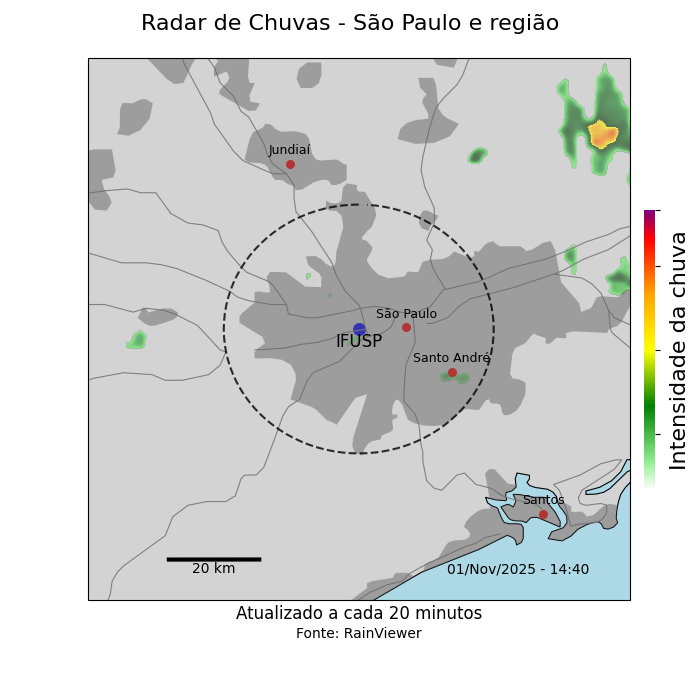 Radar de Chuvas - São Paulo e região
Jundiaí
São Paulo
IFUSP
Santo André
Santos
20 km
01/Nov/2025 - 14:40
Intensidade da chuva
Atualizado a cada 20 minutos
Fonte: RainViewer